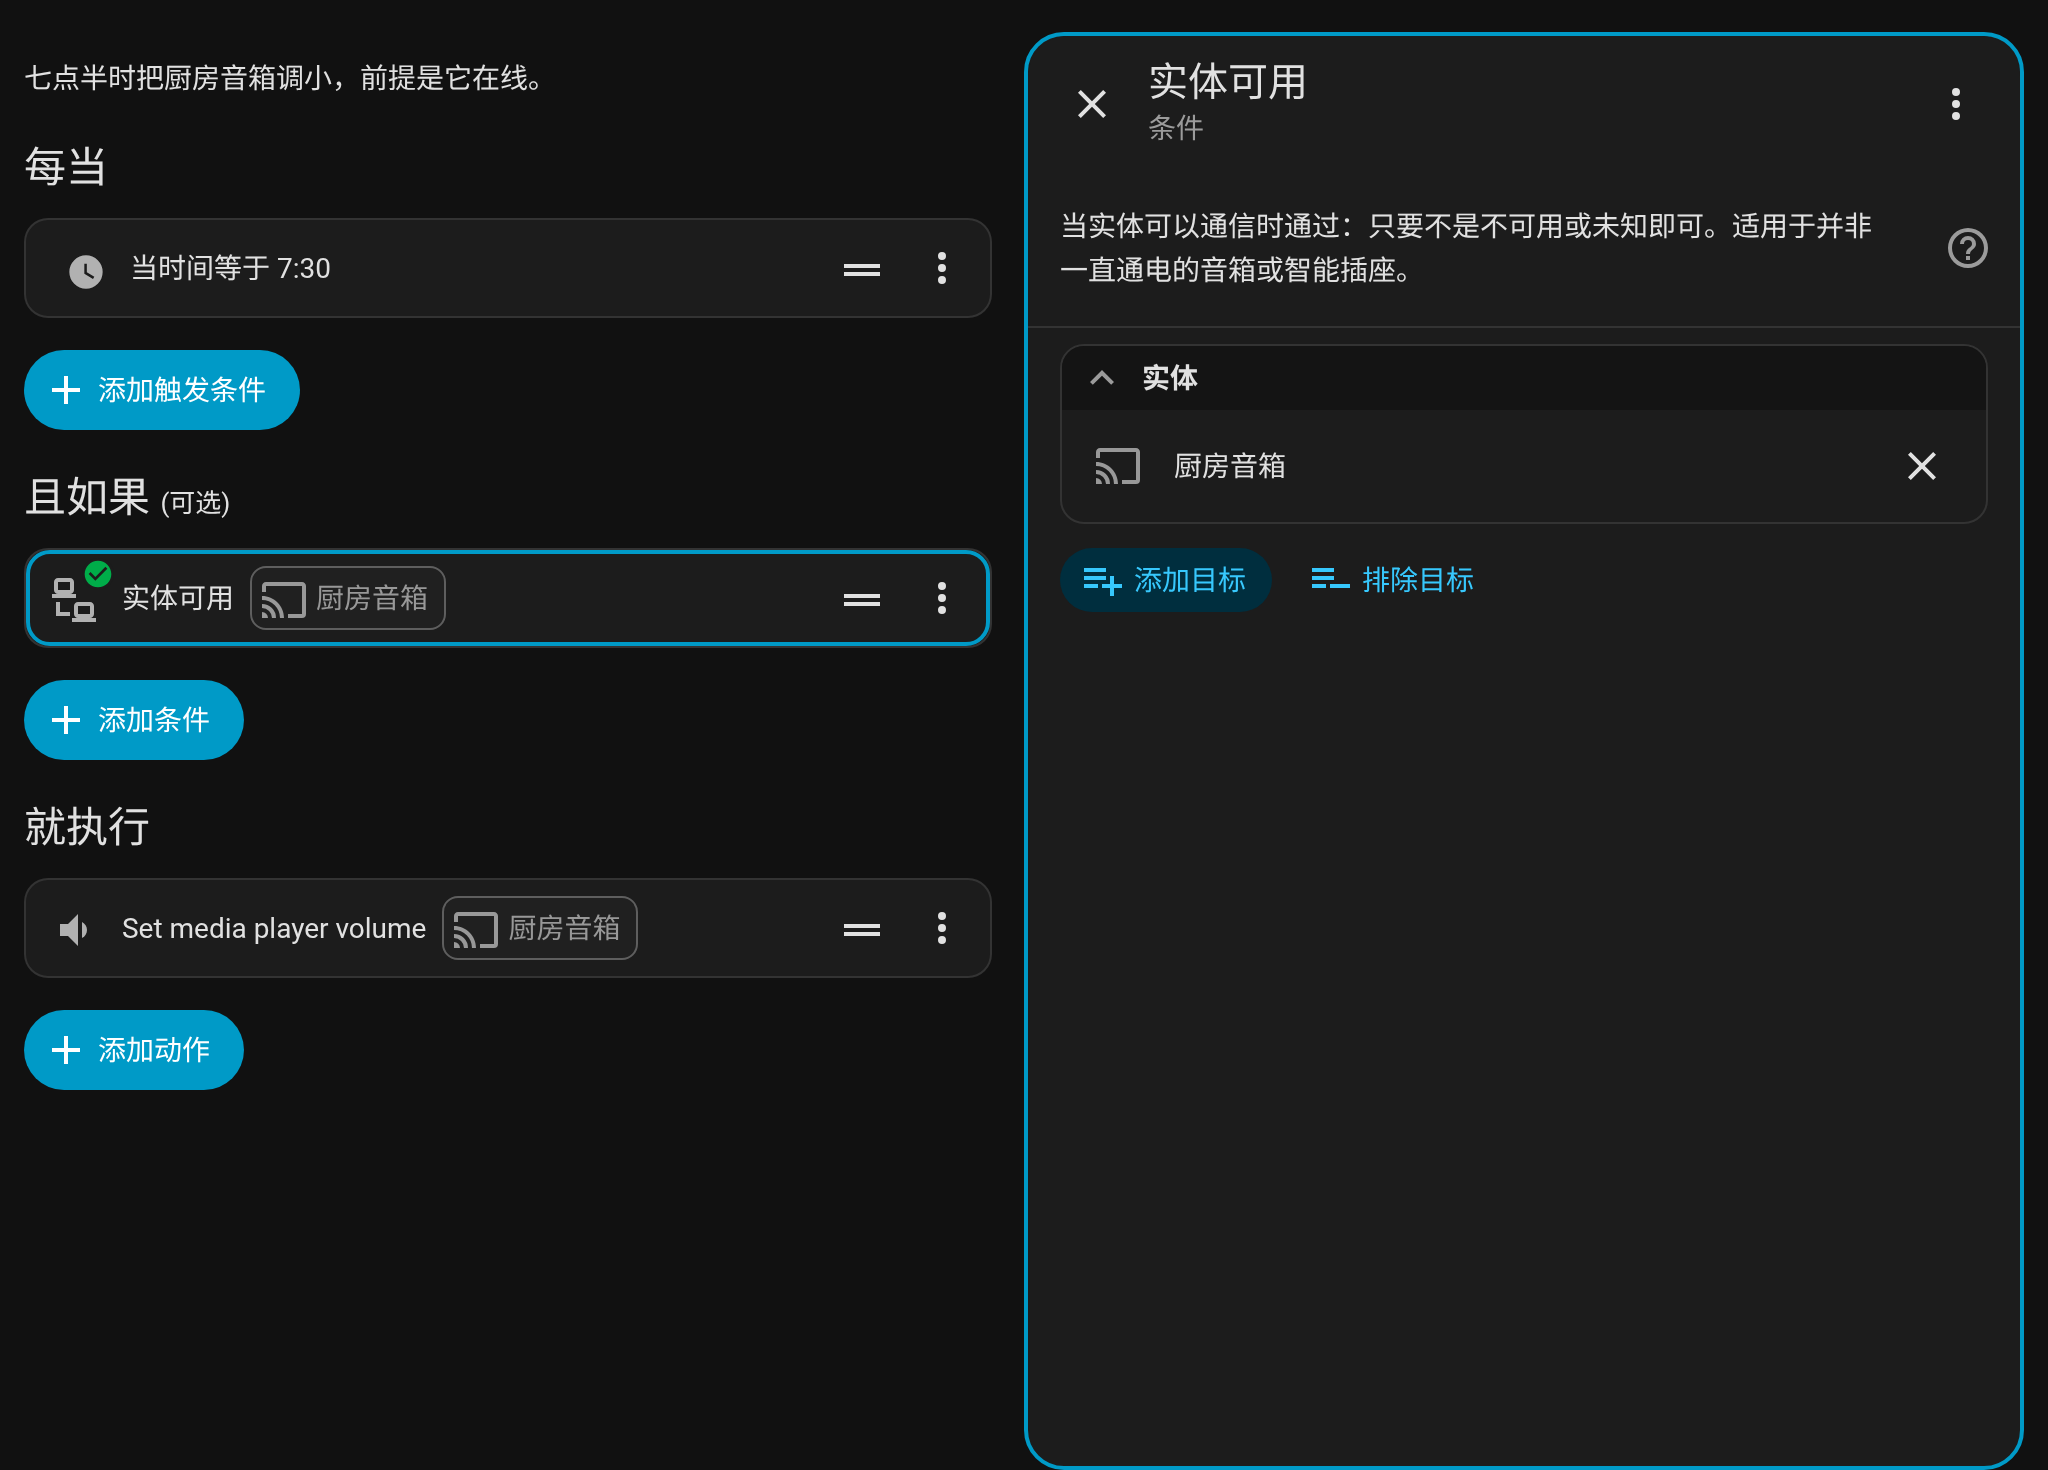 七点半时把厨房音箱调小，前提是它在线。
每当
当时间等于 7:30
添加触发条件
且如果 (可选)
实体可用 厨房音箱
添加条件
就执行
Set media player volume 厨房音箱
添加动作
实体可用
条件
当实体可以通信时通过：只要不是不可用或未知即可。适用于并非
一直通电的音箱或智能插座。
实体
厨房音箱
添加目标 排除目标